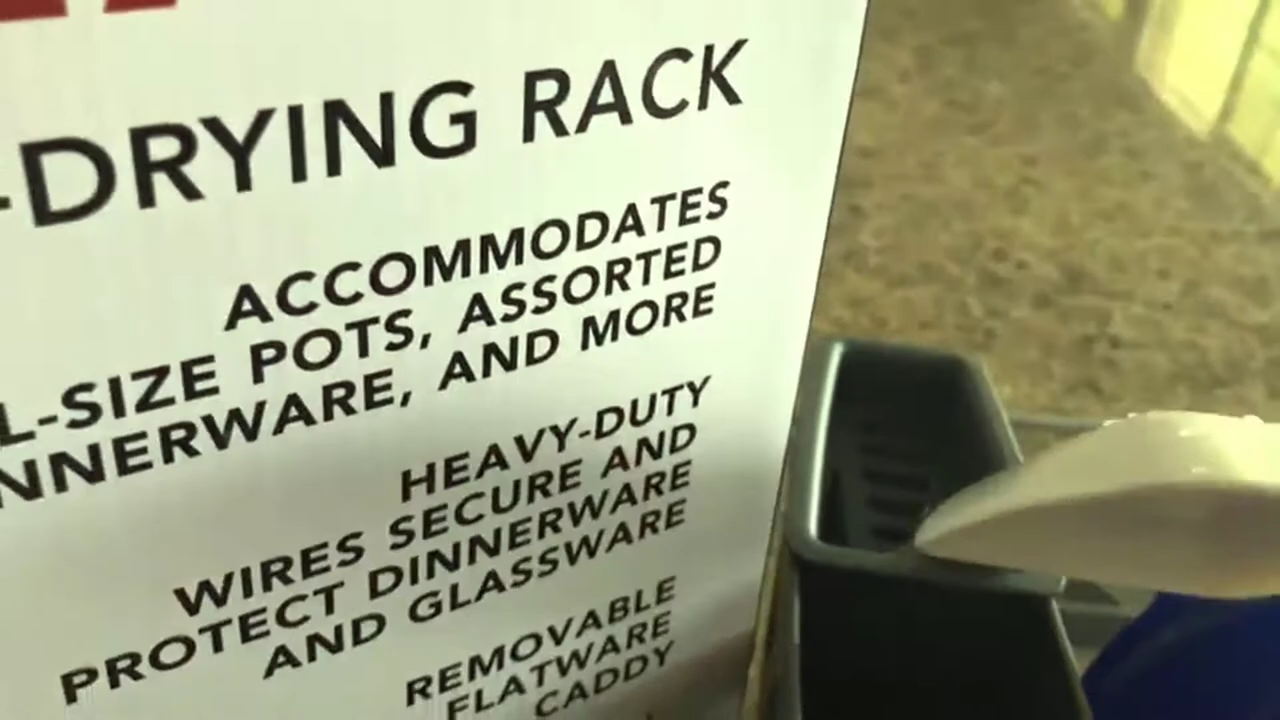 -DRYING RACK
ACCOMMODATES
L-SIZE POTS, ASSORTED
NNERWARE, AND MORE
HEAVY-DUTY
WIRES SECURE AND
PROTECT DINNERWARE
AND GLASSWARE
REMOVABLE
FLATWARE
CADDY